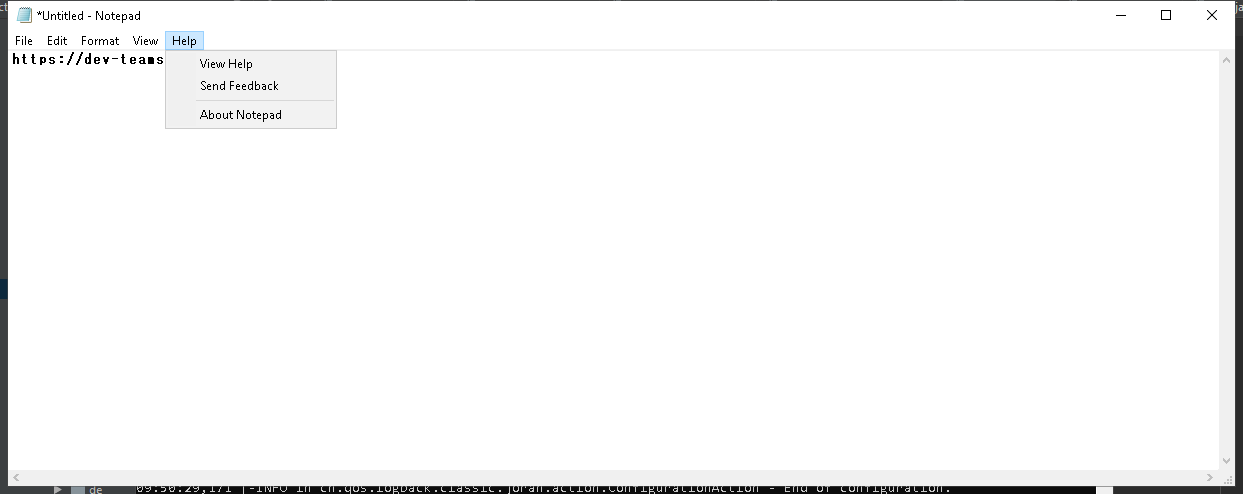 *Untitled - Notepad
File Edit Format View Help
https://dev-teams
View Help
Send Feedback
About Notepad
de 09:50:29,171 |-INFO in ch.qos.logback.classic.joran.action.ConfigurationAction - End of configuration.